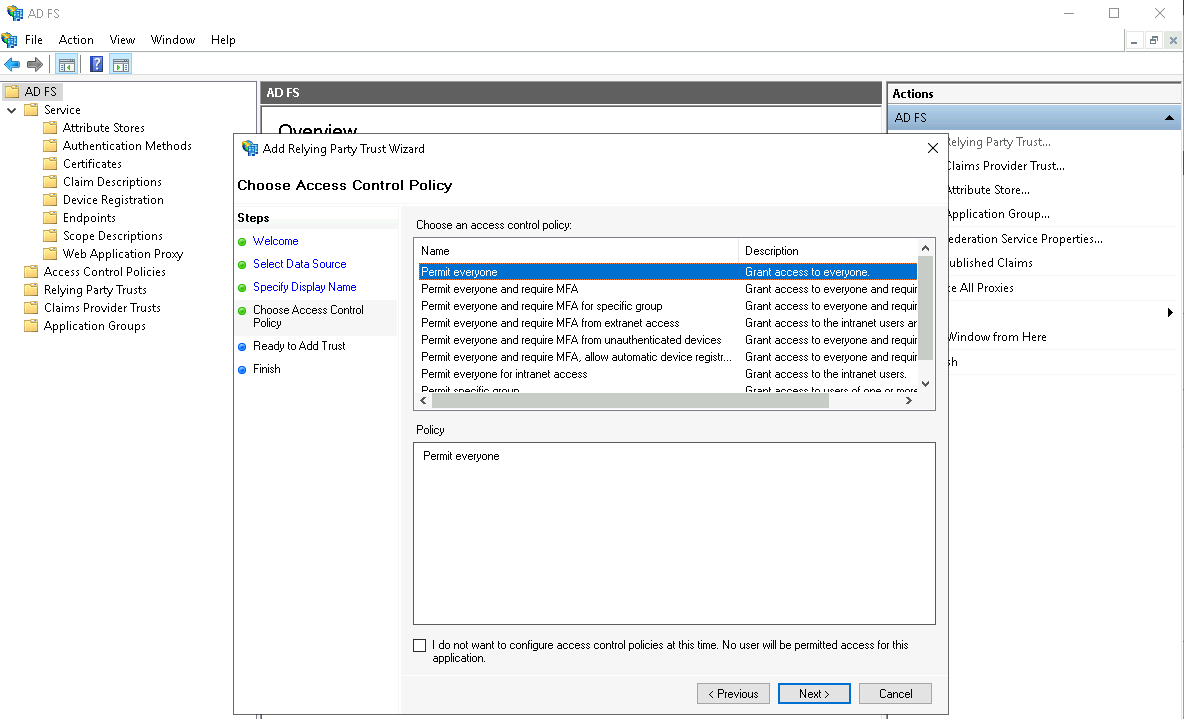 AD FS
File Action View Window Help
AD FS
Service
Attribute Stores
Authentication Methods
Certificates
Claim Descriptions
Device Registration
Endpoints
Scope Descriptions
Web Application Proxy
Access Control Policies
Relying Party Trusts
Claims Provider Trusts
Application Groups
AD FS
Overview
Add Relying Party Trust Wizard
Choose Access Control Policy
Steps
Welcome
Select Data Source
Specify Display Name
Choose Access Control
Policy
Ready to Add Trust
Finish
Choose an access control policy:
Name Description
Permit everyone Grant access to everyone.
Permit everyone and require MFA Grant access to everyone and requir
Permit everyone and require MFA for specific group Grant access to everyone and requir
Permit everyone and require MFA from extranet access Grant access to the intranet users ar
Permit everyone and require MFA from unauthenticated devices Grant access to everyone and requir
Permit everyone and require MFA, allow automatic device registr... Grant access to everyone and requir
Permit everyone for intranet access Grant access to the intranet users.
Permit specific group Grant access to users of one or more
Policy
Permit everyone
I do not want to configure access control policies at this time. No user will be permitted access for this
application.
< Previous Next > Cancel
Actions
AD FS
Relying Party Trust...
Claims Provider Trust...
Attribute Store...
Application Group...
ederation Service Properties...
ublished Claims
e All Proxies
Window from Here
sh